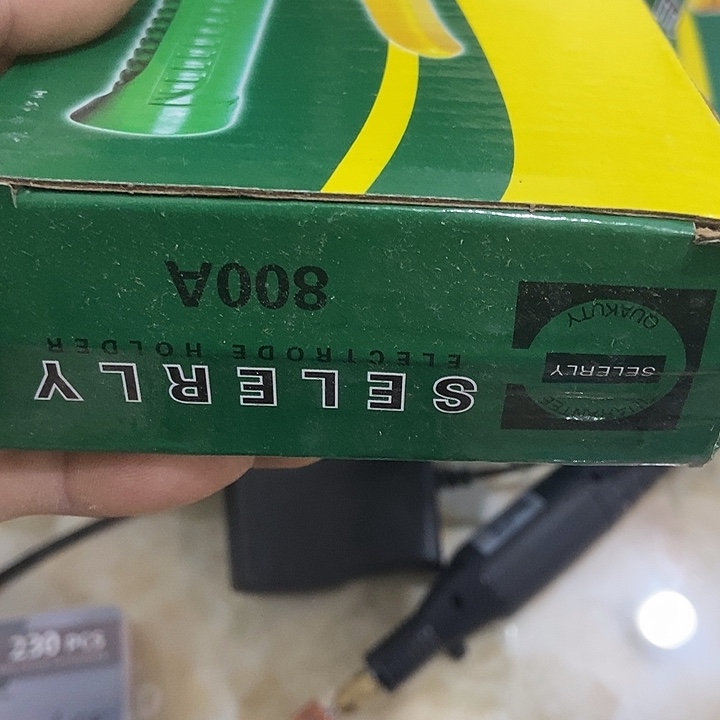 SELERLY
ELECTRODE HOLDER
800A
SELERLY
QUAKUTY
230 PCS